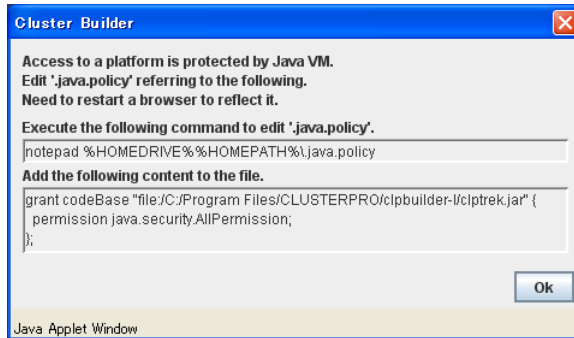 Cluster Builder
Access to a platform is protected by Java VM.
Edit '.java.policy' referring to the following.
Need to restart a browser to reflect it.
Execute the following command to edit '.java.policy'.
notepad %HOMEDRIVE%%HOMEPATH%\.java.policy
Add the following content to the file.
grant codeBase "file:/C:/Program Files/CLUSTERPRO/clpbuilder-l/clptrek.jar" {
  permission java.security.AllPermission;
};
Ok
Java Applet Window